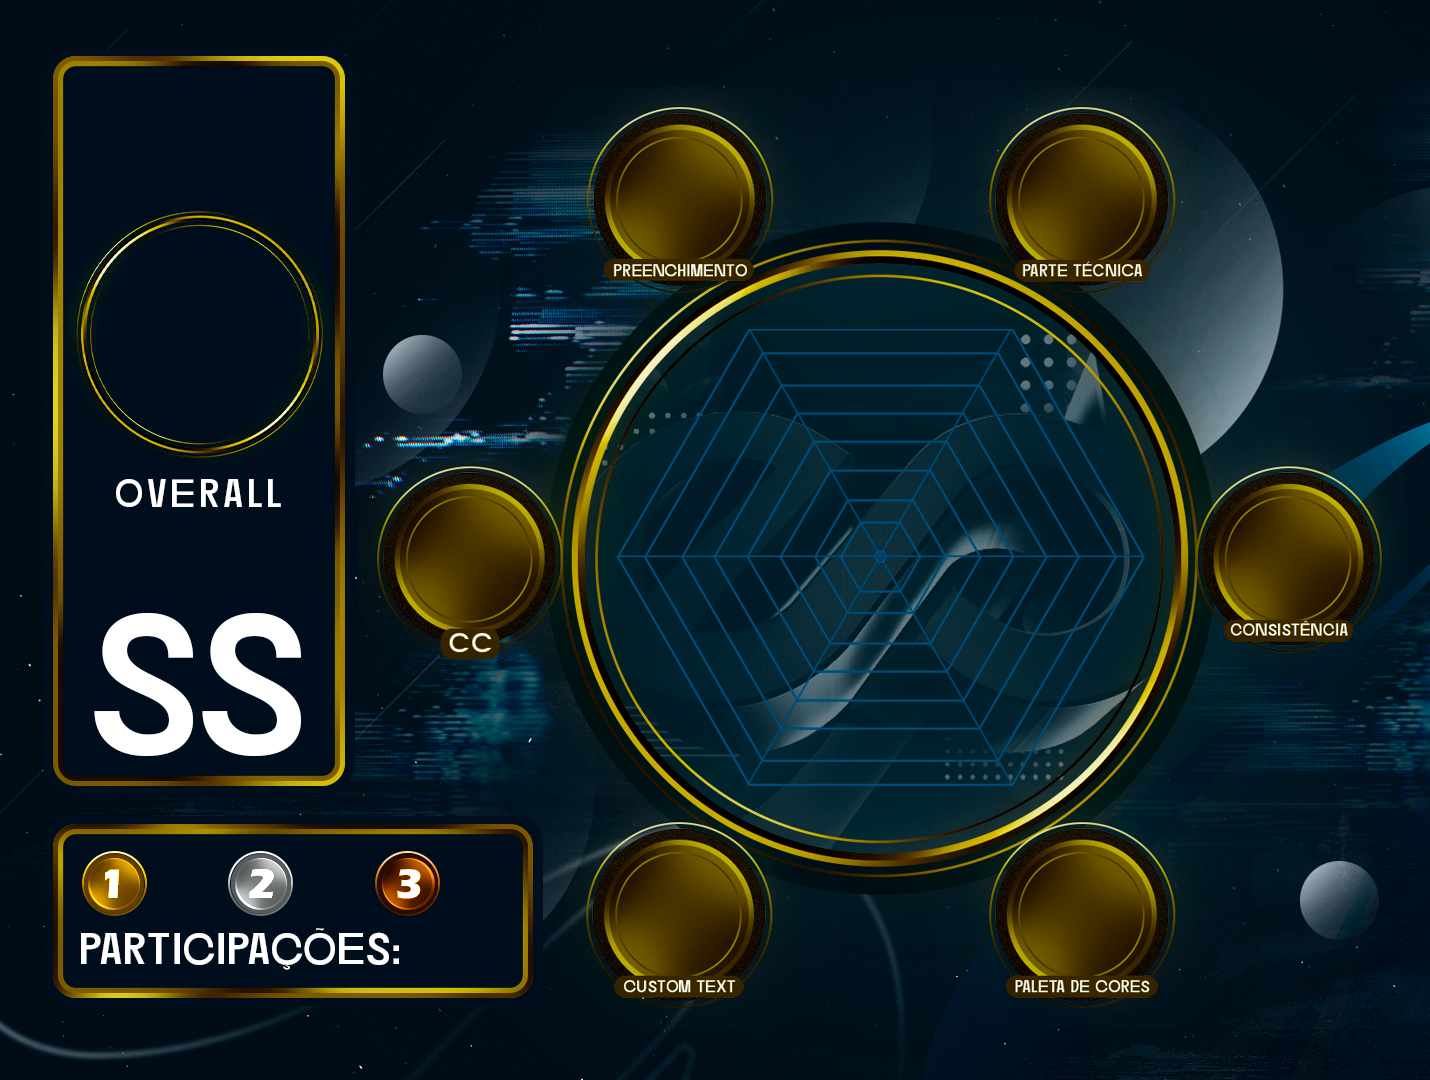 PREENCHIMENTO
PARTE TÉCNICA
OVERALL
CC
CONSISTÊNCIA
SS
1 2 3
PARTICIPAÇÕES:
CUSTOM TEXT
PALETA DE CORES